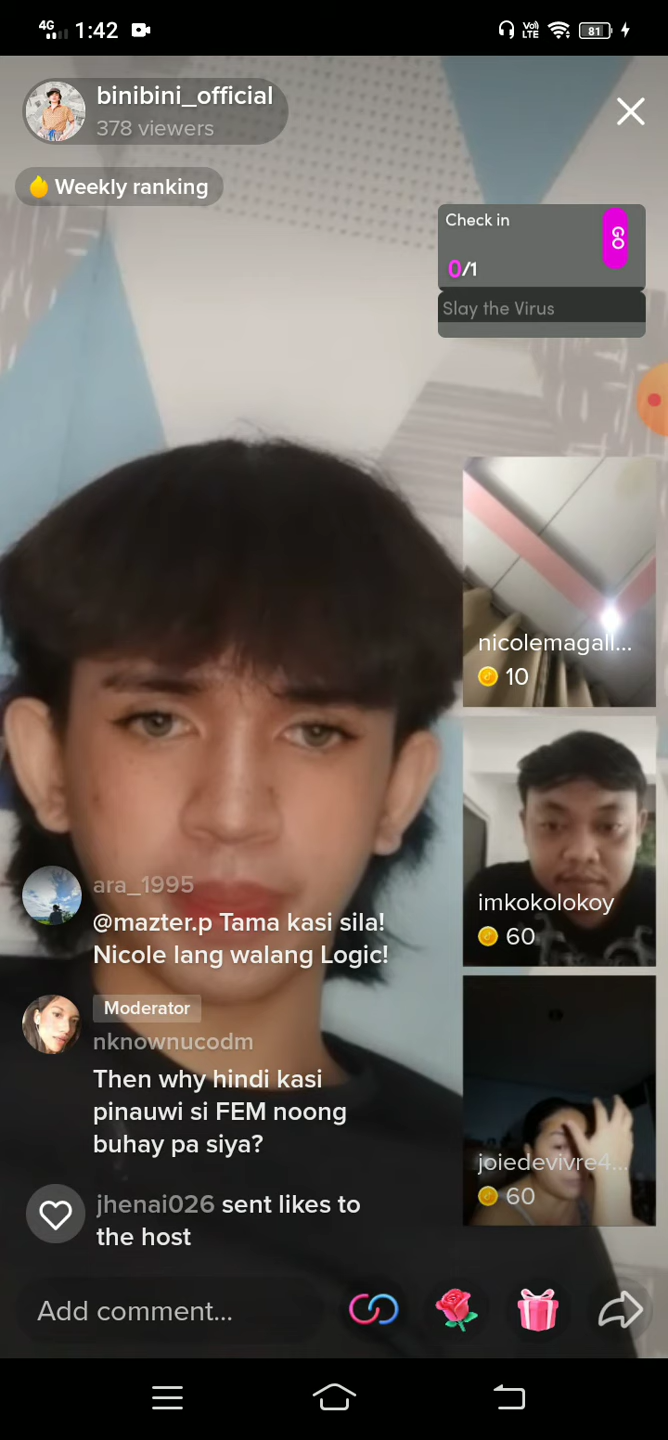 4G 1:42 Vo) LTE 81
binibini_official
378 viewers
Weekly ranking
Check in
GO
0/1
Slay the Virus
nicolemagall...
10
imkokolokoy
60
ara_1995
@mazter.p Tama kasi sila!
Nicole lang walang Logic!
Moderator
nknownucodm
Then why hindi kasi
pinauwi si FEM noong
buhay pa siya?
joiedevivre4...
60
jhenai026 sent likes to
the host
Add comment...